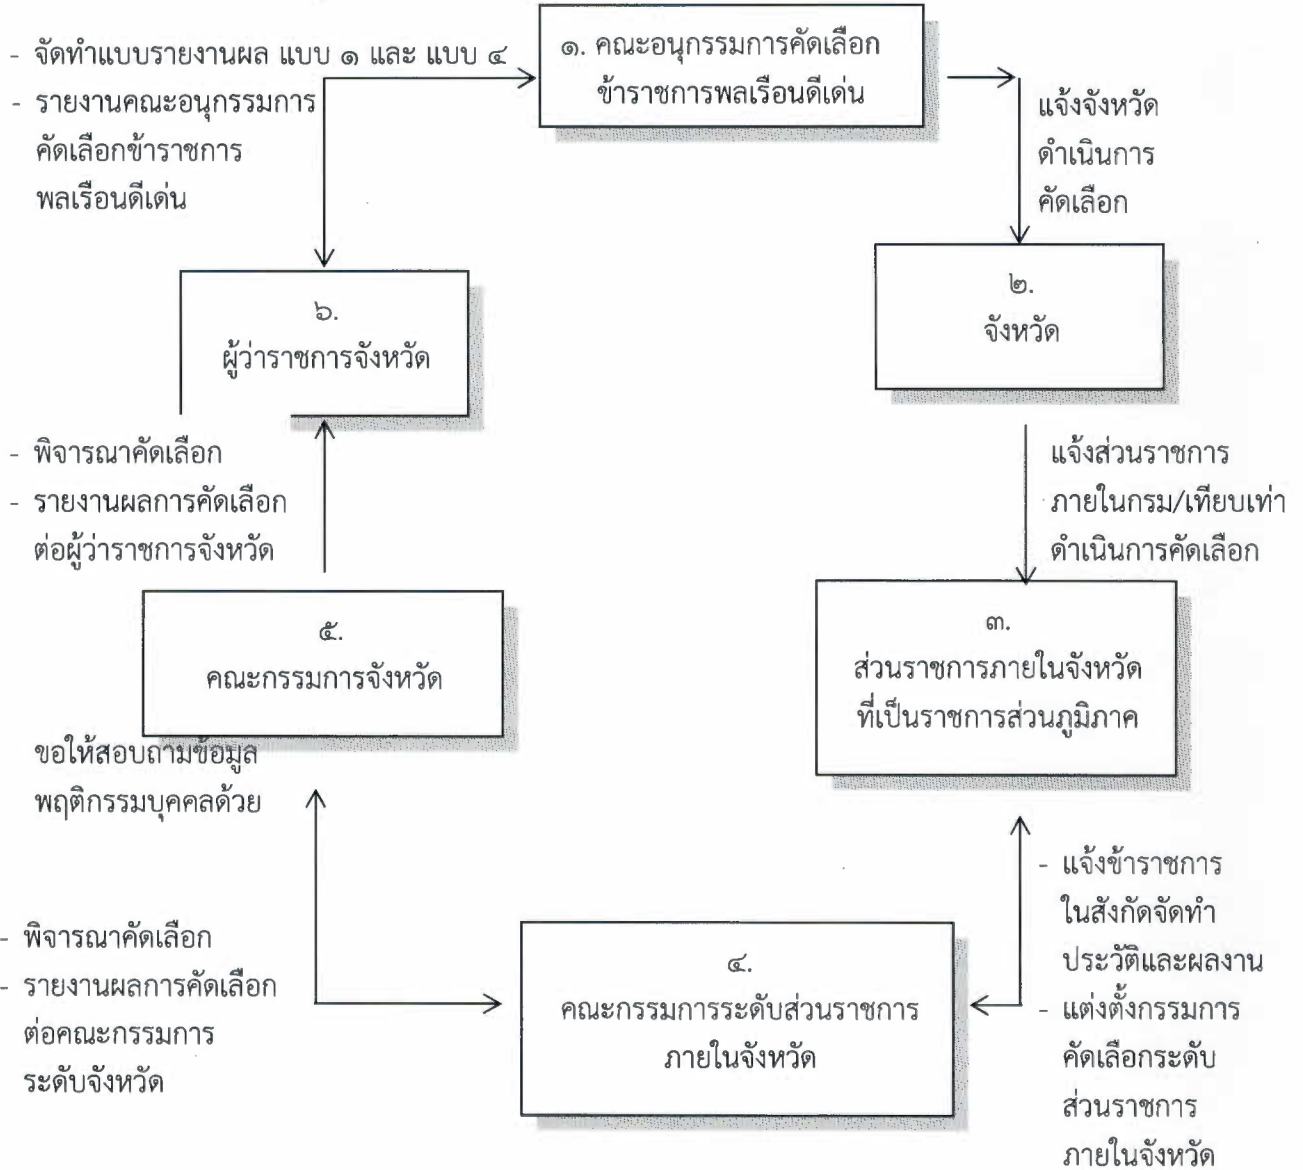 - จัดทำแบบรายงานผล แบบ ๑ และ แบบ ๔
- รายงานคณะอนุกรรมการ
คัดเลือกข้าราชการ
พลเรือนดีเด่น
๑. คณะอนุกรรมการคัดเลือก
ข้าราชการพลเรือนดีเด่น
แจ้งจังหวัด
ดำเนินการ
คัดเลือก
๒.
จังหวัด
แจ้งส่วนราชการ
ภายในกรม/เทียบเท่า
ดำเนินการคัดเลือก
๓.
ส่วนราชการภายในจังหวัด
ที่เป็นราชการส่วนภูมิภาค
- แจ้งข้าราชการ
ในสังกัดจัดทำ
ประวัติและผลงาน
- แต่งตั้งกรรมการ
คัดเลือกระดับ
ส่วนราชการ
ภายในจังหวัด
๔.
คณะกรรมการระดับส่วนราชการ
ภายในจังหวัด
- พิจารณาคัดเลือก
- รายงานผลการคัดเลือก
ต่อคณะกรรมการ
ระดับจังหวัด
๕.
คณะกรรมการจังหวัด
ขอให้สอบถามข้อมูล
พฤติกรรมบุคคลด้วย
- พิจารณาคัดเลือก
- รายงานผลการคัดเลือก
ต่อผู้ว่าราชการจังหวัด
๖.
ผู้ว่าราชการจังหวัด